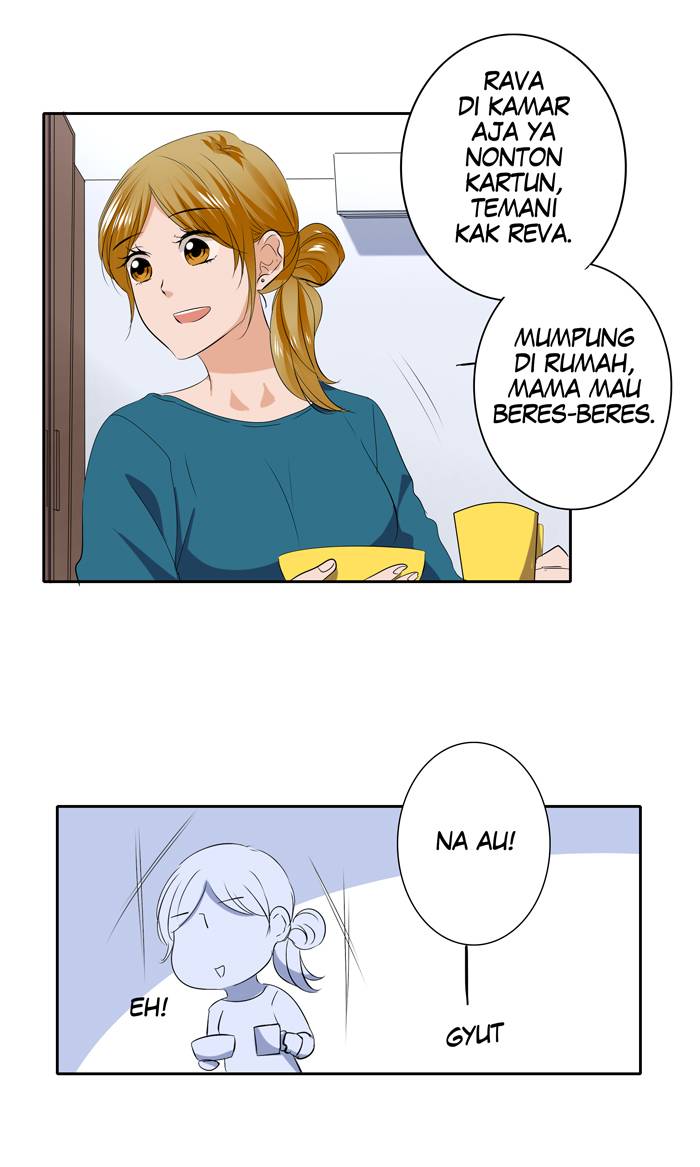 RAVA
DI KAMAR
AJA YA
NONTON
KARTUN,
TEMANI
KAK REVA.
MUMPUNG
DI RUMAH,
MAMA MAU
BERES-BERES.
NA AU!
EH!
GYUT